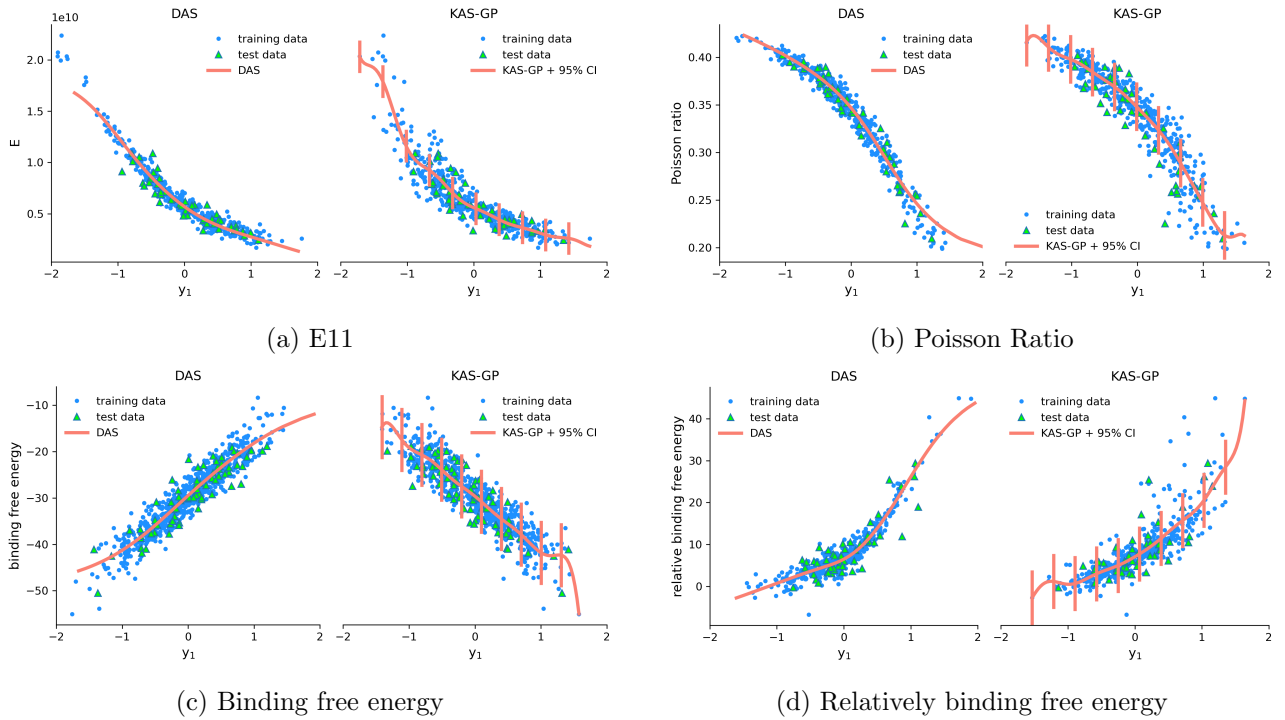 DAS
KAS-GP
1e10
training data
test data
DAS
training data
test data
KAS-GP + 95% CI
E
2.0
1.5
1.0
0.5
−2 −1 0 1 2
−1 0 1 2
y1
y1
(a) E11
DAS
KAS-GP
training data
test data
DAS
training data
test data
KAS-GP + 95% CI
Poisson ratio
0.40
0.35
0.30
0.25
0.20
−2 −1 0 1 2
−1 0 1 2
y1
y1
(b) Poisson Ratio
DAS
KAS-GP
training data
test data
DAS
training data
test data
KAS-GP + 95% CI
binding free energy
−10
−20
−30
−40
−50
−2 −1 0 1 2
−2 −1 0 1 2
y1
y1
(c) Binding free energy
DAS
KAS-GP
training data
test data
DAS
training data
test data
KAS-GP + 95% CI
relative binding free energy
40
30
20
10
0
−2 −1 0 1 2
−2 −1 0 1 2
y1
y1
(d) Relatively binding free energy